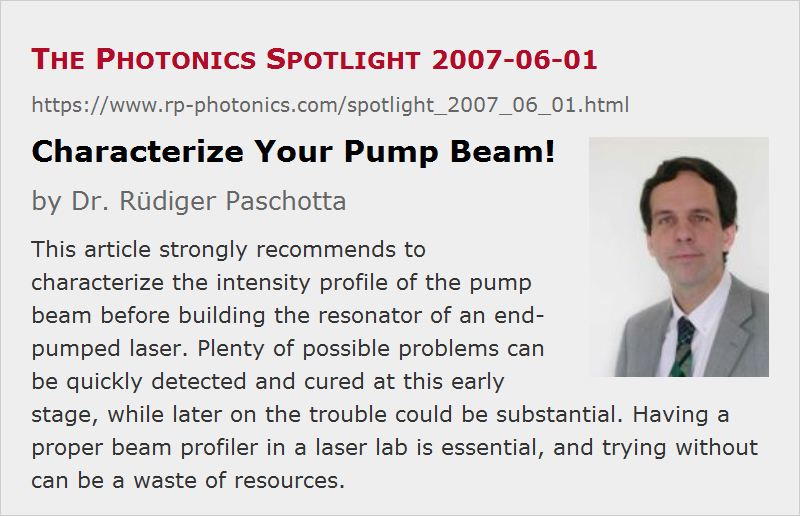 The Photonics Spotlight 2007-06-01
https://www.rp-photonics.com/spotlight_2007_06_01.html
Characterize Your Pump Beam!
by Dr. Rüdiger Paschotta
This article strongly recommends to
characterize the intensity profile of the pump
beam before building the resonator of an end-
pumped laser. Plenty of possible problems can
be quickly detected and cured at this early
stage, while later on the trouble could be substantial. Having a
proper beam profiler in a laser lab is essential, and trying without
can be a waste of resources.